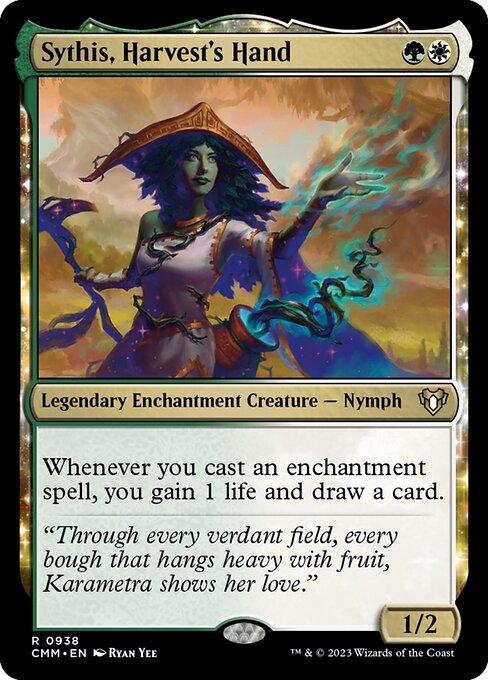 Sythis, Harvest's Hand
Legendary Enchantment Creature — Nymph
Whenever you cast an enchantment
spell, you gain 1 life and draw a card.
“Through every verdant field, every
bough that hangs heavy with fruit,
Karametra shows her love.”
1/2
R 0938
CMM • EN Ryan Yee
™ & © 2023 Wizards of the Coast